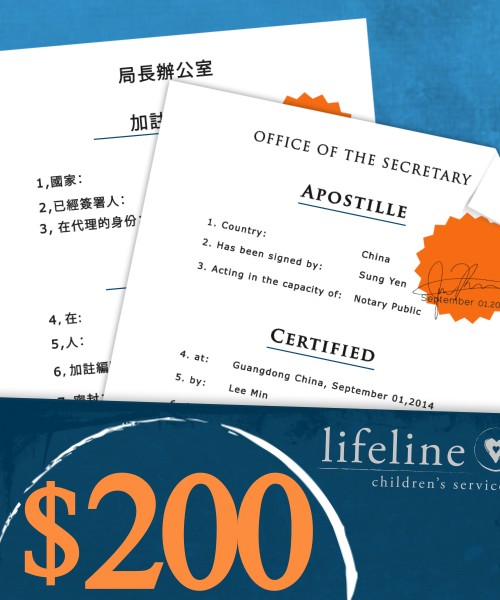 局長辦公室
加註
1,國家:
2,已經簽署人:
3, 在代理的身份:
4, 在:
5,人:
6, 加註編
OFFICE OF THE SECRETARY
APOSTILLE
1. Country: China
2. Has been signed by: Sung Yen
3. Acting in the capacity of: Notary Public
September 01,20
CERTIFIED
4. at: Guangdong China, September 01,2014
5. by: Lee Min
lifeline
children's service
$200